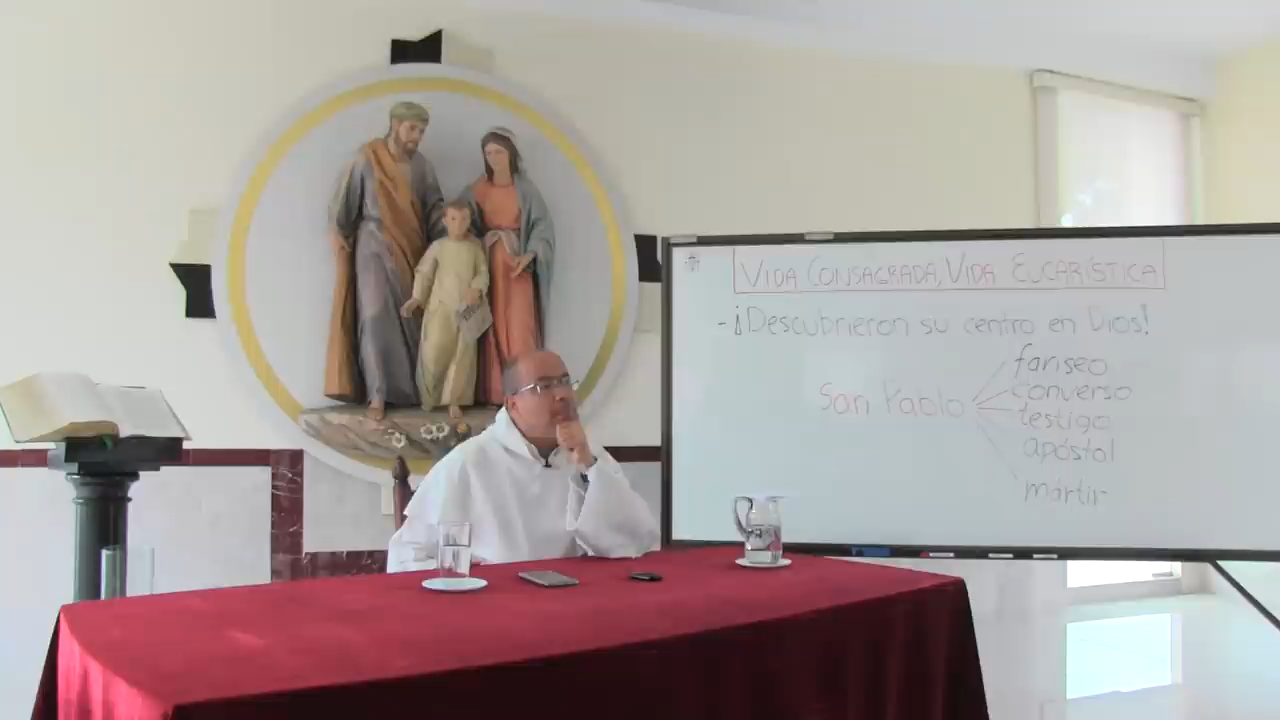 VIDA CONSAGRADA, VIDA EUCARÍSTICA
- ¡Descubrieron su centro en Dios!
fariseo
San Pablo converso
testigo
apóstol
mártir